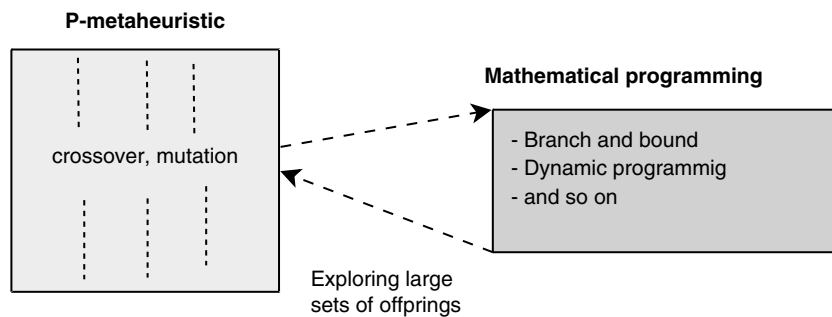 P-metaheuristic
crossover, mutation
Mathematical programming
- Branch and bound
- Dynamic programmig
- and so on
Exploring large
sets of offprings